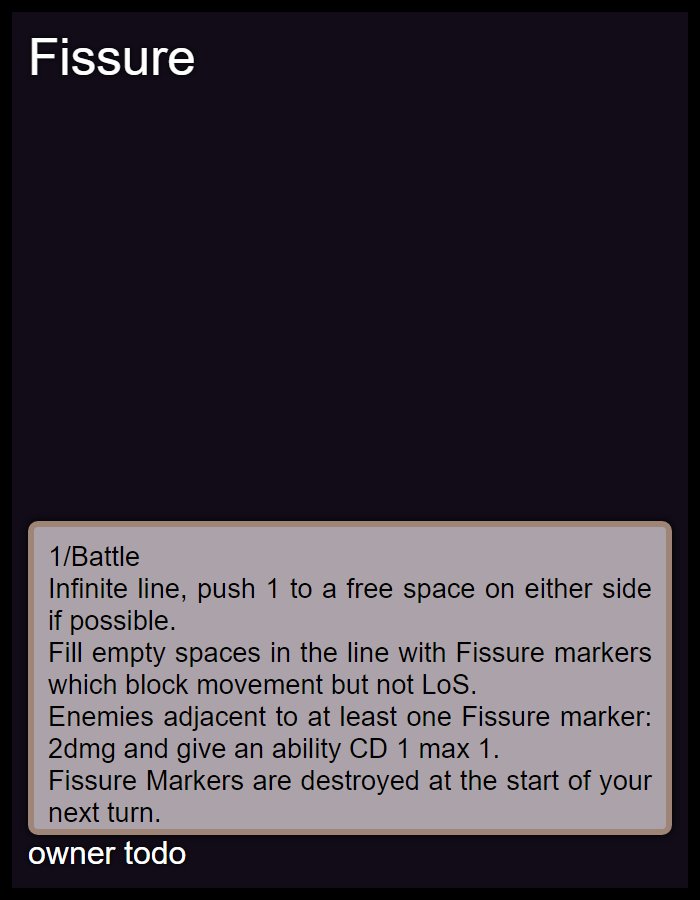 Fissure
1/Battle
Infinite line, push 1 to a free space on either side
if possible.
Fill empty spaces in the line with Fissure markers
which block movement but not LoS.
Enemies adjacent to at least one Fissure marker:
2dmg and give an ability CD 1 max 1.
Fissure Markers are destroyed at the start of your
next turn.
owner todo